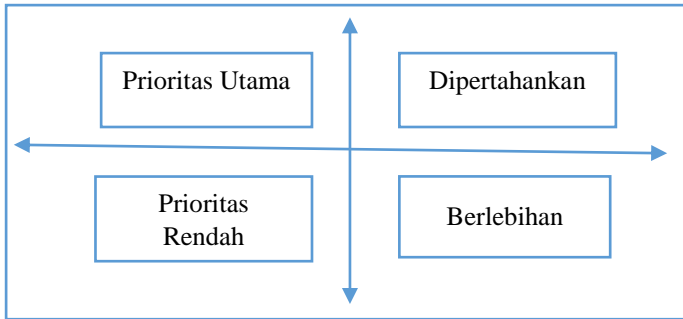 Prioritas Utama
Dipertahankan
Prioritas
Rendah
Berlebihan